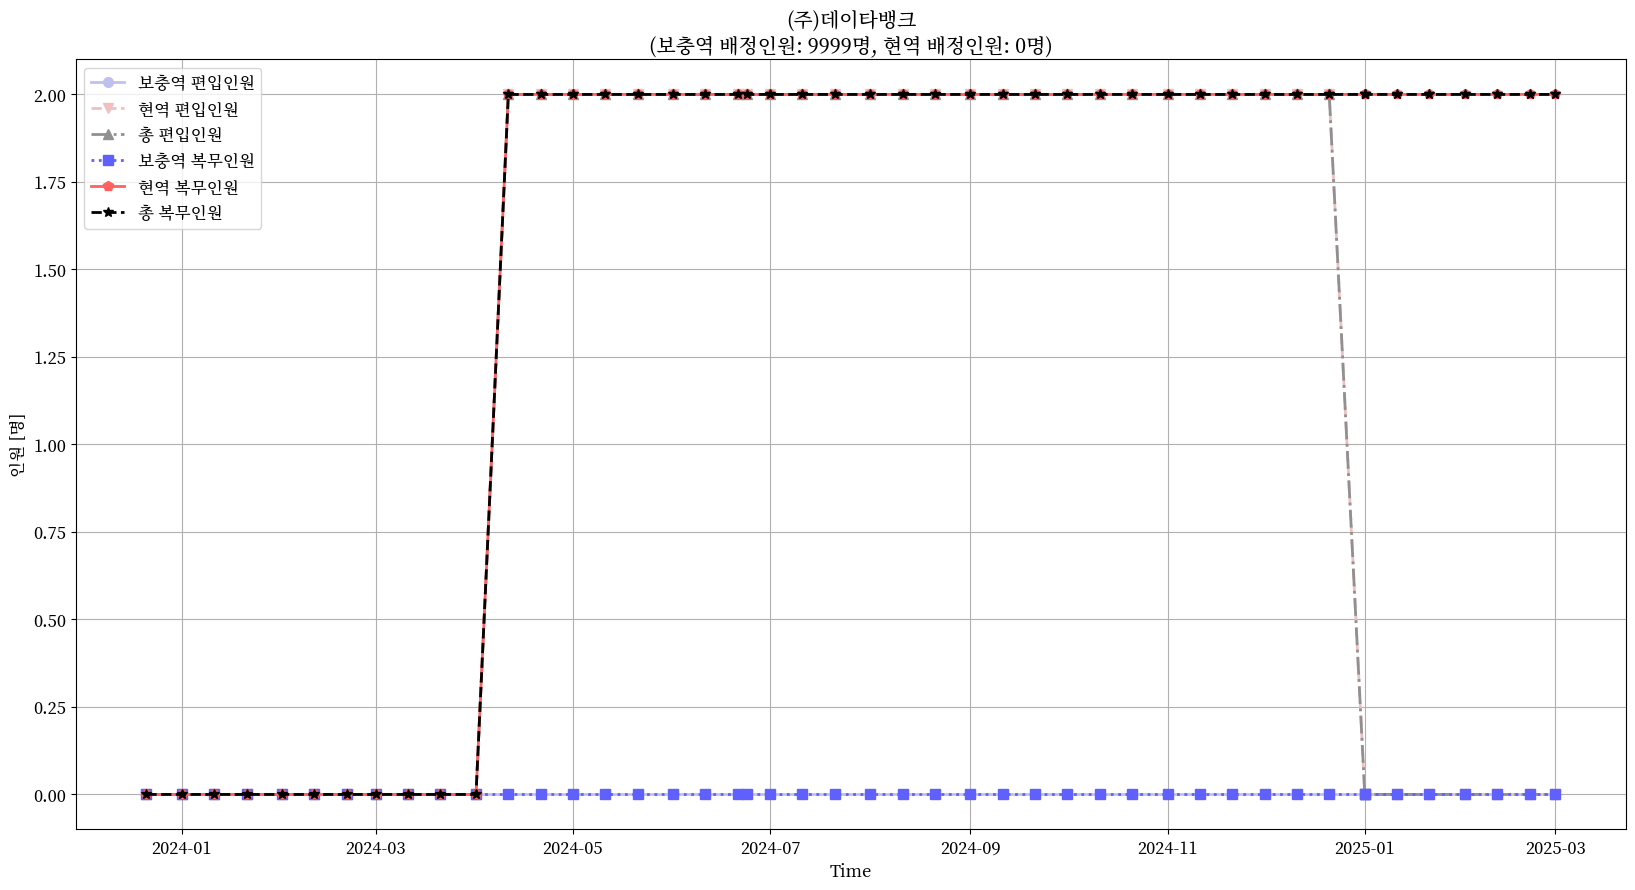 (주)데이타뱅크
(보충역 배정인원: 9999명, 현역 배정인원: 0명)
보충역 편입인원
현역 편입인원
총 편입인원
보충역 복무인원
현역 복무인원
총 복무인원
2.00
1.75
1.50
1.25
1.00
0.75
0.50
0.25
0.00
인원 [명]
2024-01 2024-03 2024-05 2024-07 2024-09 2024-11 2025-01 2025-03
Time